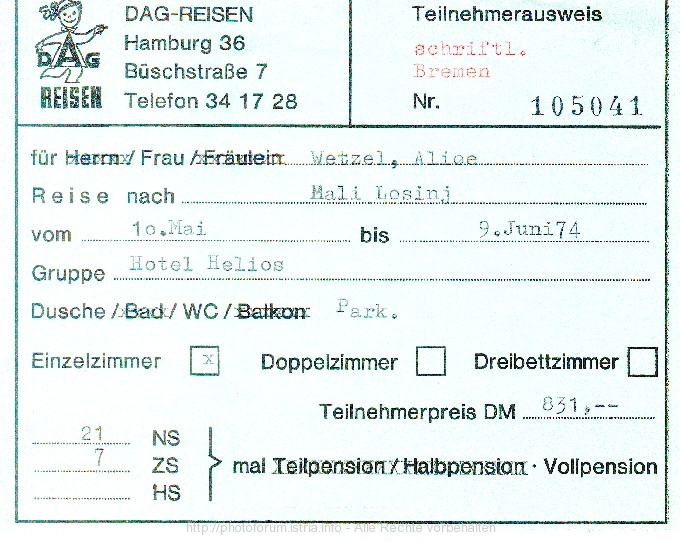 DAG-REISEN
Hamburg 36
Büschstraße 7
Telefon 34 17 28
DAG
REISEN
Teilnehmerausweis
schriftl.
Bremen
Nr. 105041
für Herrn / Frau / Fräulein Wetzel, Alice
Reise nach Mali Losinj
vom 1o.Mai bis 9.Juni74
Gruppe Hotel Helios
Dusche / Bad / WC / Balkon Park.
Einzelzimmer x Doppelzimmer Dreibettzimmer
Teilnehmerpreis DM 831,--
21 NS
7 ZS
HS
mal Teilpension / Halbpension · Vollpension
http://photoforum.istria.info - Alle Rechte vorbehalten